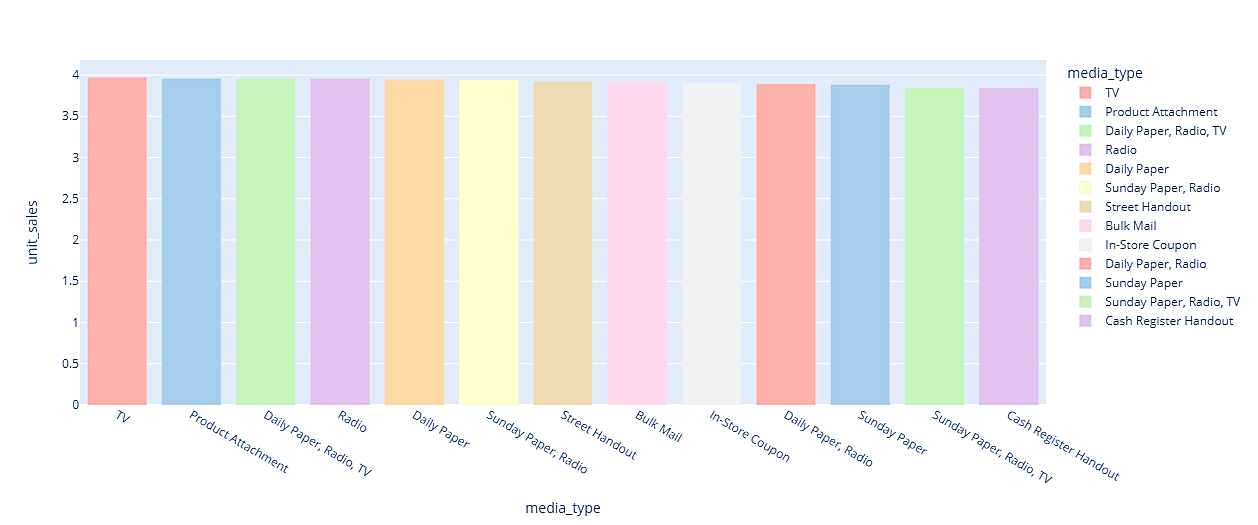 media_type
TV
Product Attachment
Daily Paper, Radio, TV
Radio
Daily Paper
Sunday Paper, Radio
Street Handout
Bulk Mail
In-Store Coupon
Daily Paper, Radio
Sunday Paper
Sunday Paper, Radio, TV
Cash Register Handout
unit_sales
4
3.5
3
2.5
2
1.5
1
0.5
0
TV
Product Attachment
Daily Paper, Radio, TV
Radio
Daily Paper
Sunday Paper, Radio
Street Handout
Bulk Mail
In-Store Coupon
Daily Paper, Radio
Sunday Paper
Sunday Paper, Radio, TV
Cash Register Handout
media_type